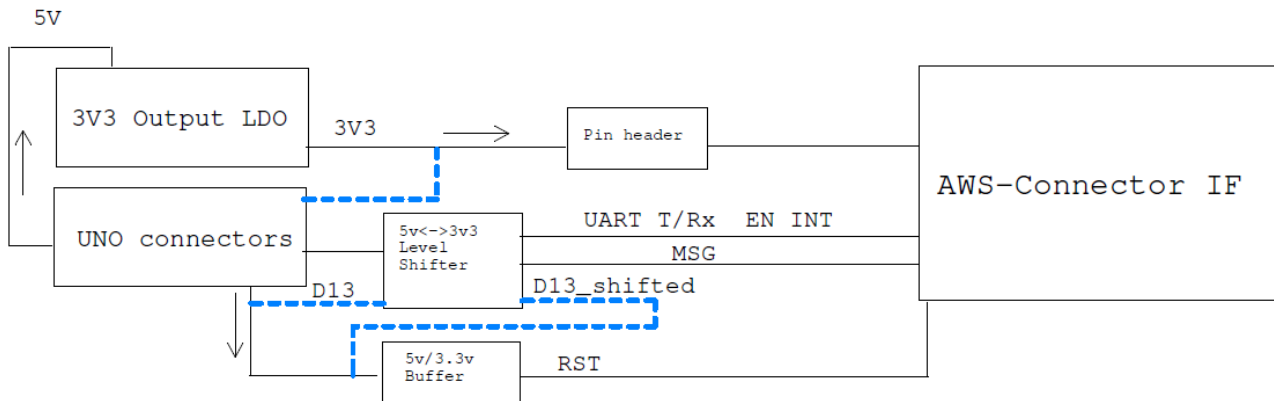 5V
3V3 Output LDO
3V3
Pin header
AWS-Connector IF
UNO connectors
5v<->3v3
Level
Shifter
UART T/Rx EN INT
MSG
D13
D13_shifted
5v/3.3v
Buffer
RST